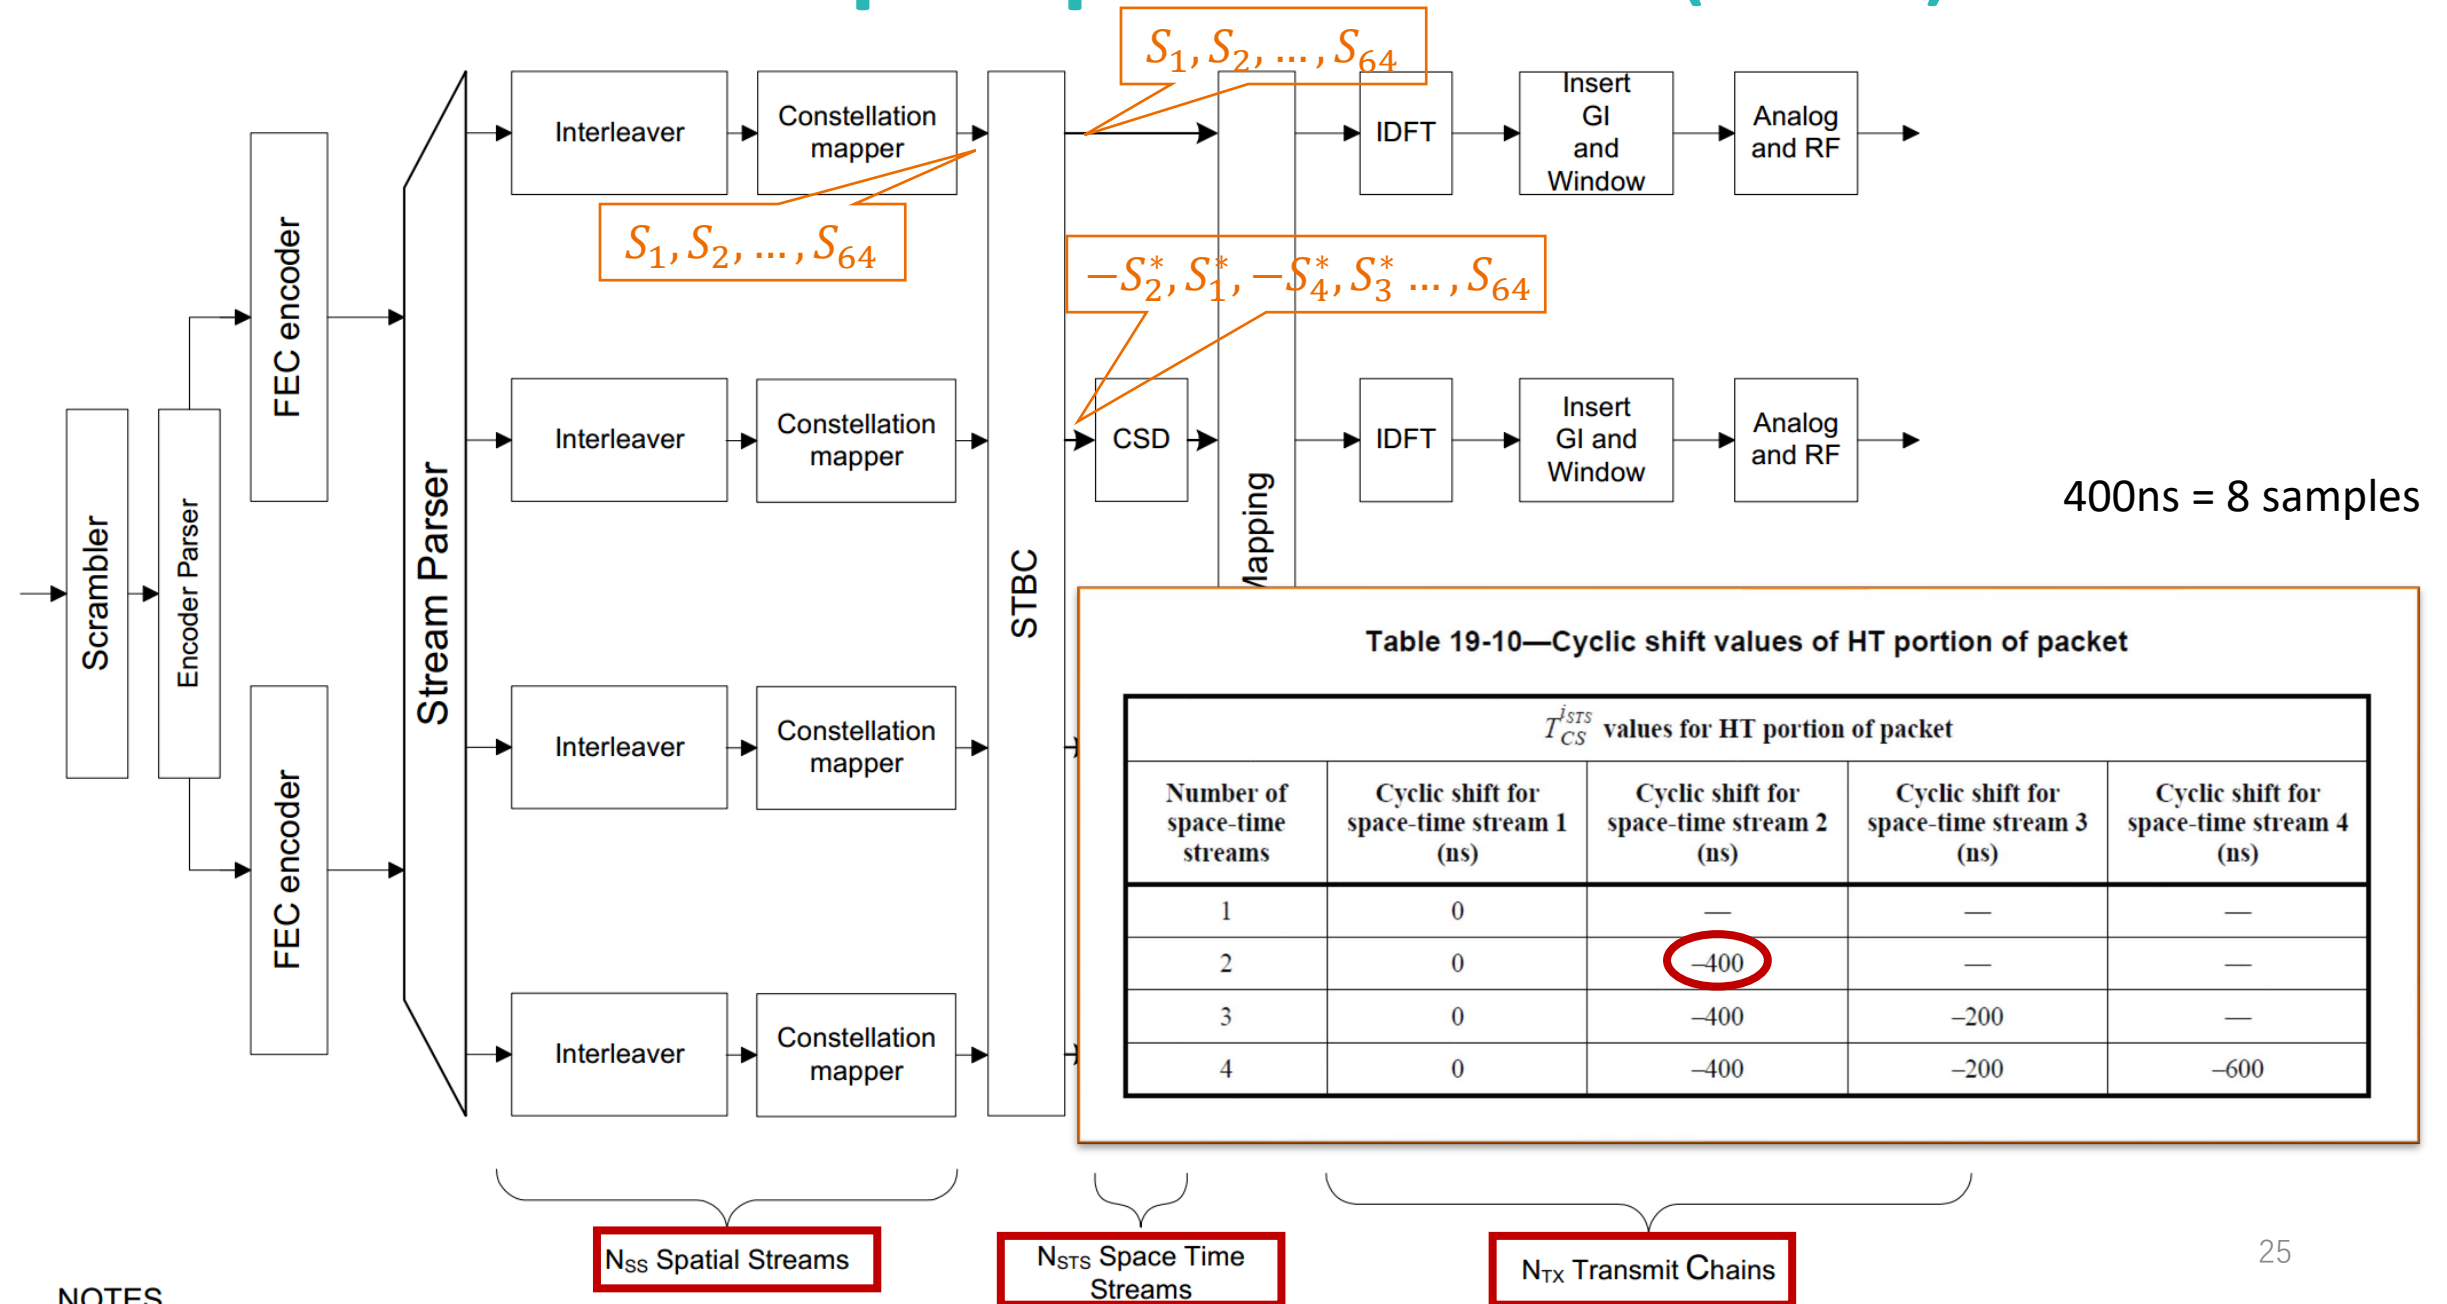 S₁, S₂, … , S₆₄
Interleaver
Constellation
mapper
IDFT
Insert
GI
and
Window
Analog
and RF
S₁, S₂, … , S₆₄
−S₂*, S₁*, −S₄*, S₃* … , S₆₄
FEC encoder
Interleaver
Constellation
mapper
CSD
IDFT
Insert
GI and
Window
Analog
and RF
400ns = 8 samples
Scrambler
Encoder Parser
Stream Parser
STBC
Mapping
FEC encoder
Interleaver
Constellation
mapper
Interleaver
Constellation
mapper
Table 19-10—Cyclic shift values of HT portion of packet
T_CS^iSTS values for HT portion of packet
Number of
space-time
streams
Cyclic shift for
space-time stream 1
(ns)
Cyclic shift for
space-time stream 2
(ns)
Cyclic shift for
space-time stream 3
(ns)
Cyclic shift for
space-time stream 4
(ns)
1 0 — — —
2 0 –400 — —
3 0 –400 –200 —
4 0 –400 –200 –600
N_SS Spatial Streams
N_STS Space Time
Streams
N_TX Transmit Chains
25
NOTES